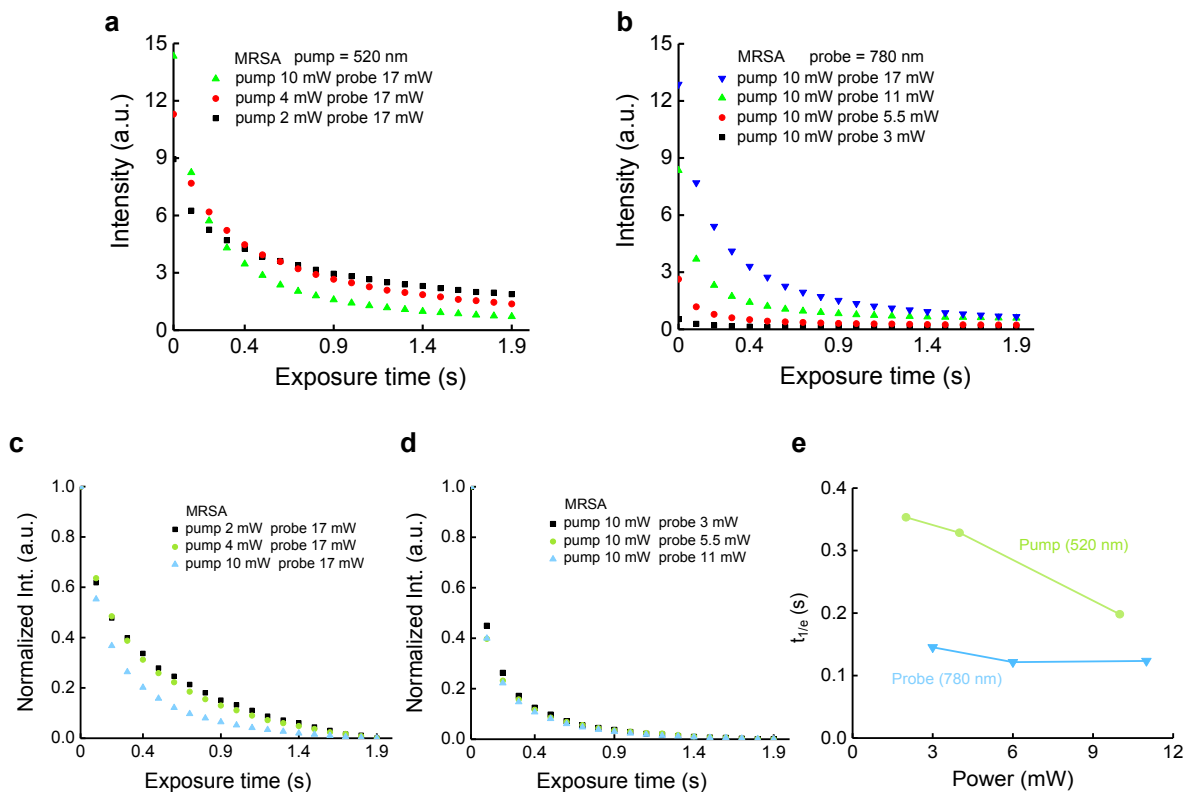 a
15
12
9
6
3
0
Intensity (a.u.)
MRSA pump = 520 nm
pump 10 mW probe 17 mW
pump 4 mW probe 17 mW
pump 2 mW probe 17 mW
0 0.4 0.9 1.4 1.9
Exposure time (s)
b
15
12
9
6
3
0
Intensity (a.u.)
MRSA probe = 780 nm
pump 10 mW probe 17 mW
pump 10 mW probe 11 mW
pump 10 mW probe 5.5 mW
pump 10 mW probe 3 mW
0 0.4 0.9 1.4 1.9
Exposure time (s)
c
1.0
0.8
0.6
0.4
0.2
0.0
Normalized Int. (a.u.)
MRSA
pump 2 mW probe 17 mW
pump 4 mW probe 17 mW
pump 10 mW probe 17 mW
0 0.4 0.9 1.4 1.9
Exposure time (s)
d
1.0
0.8
0.6
0.4
0.2
0.0
Normalized Int. (a.u.)
MRSA
pump 10 mW probe 3 mW
pump 10 mW probe 5.5 mW
pump 10 mW probe 11 mW
0 0.4 0.9 1.4 1.9
Exposure time (s)
e
0.4
0.3
0.2
0.1
0.0
t1/e (s)
Pump (520 nm)
Probe (780 nm)
3 6 9 12
Power (mW)